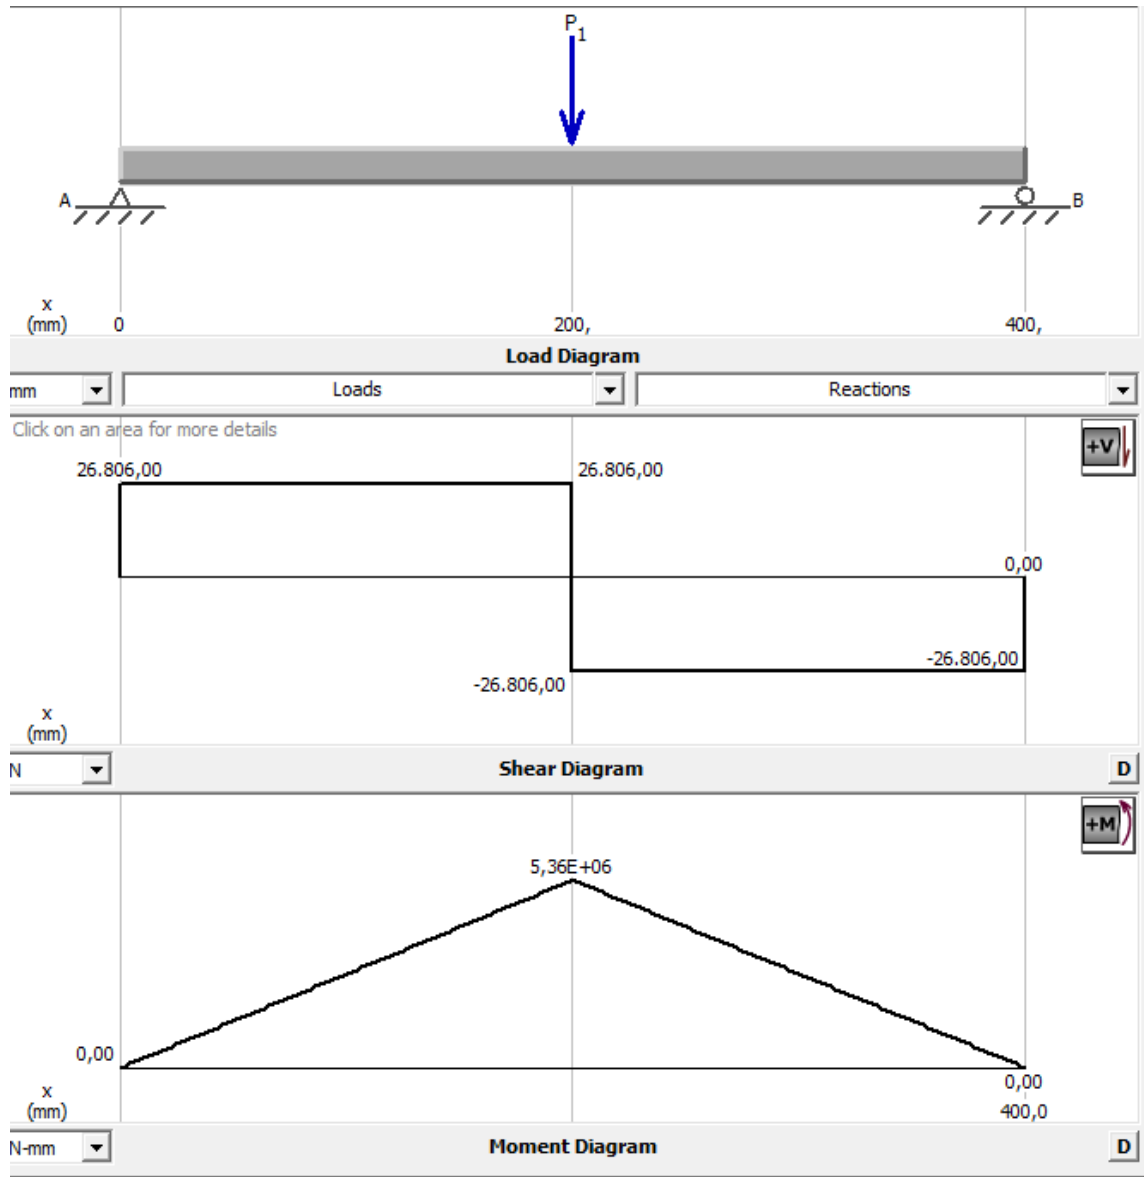 P1
A
B
x
(mm) 0 200, 400,
Load Diagram
mm Loads Reactions
Click on an area for more details
+V
26.806,00 26.806,00
0,00
-26.806,00
-26.806,00
x
(mm)
N Shear Diagram D
+M
5,36E+06
0,00
0,00
x
(mm) 400,0
N-mm Moment Diagram D